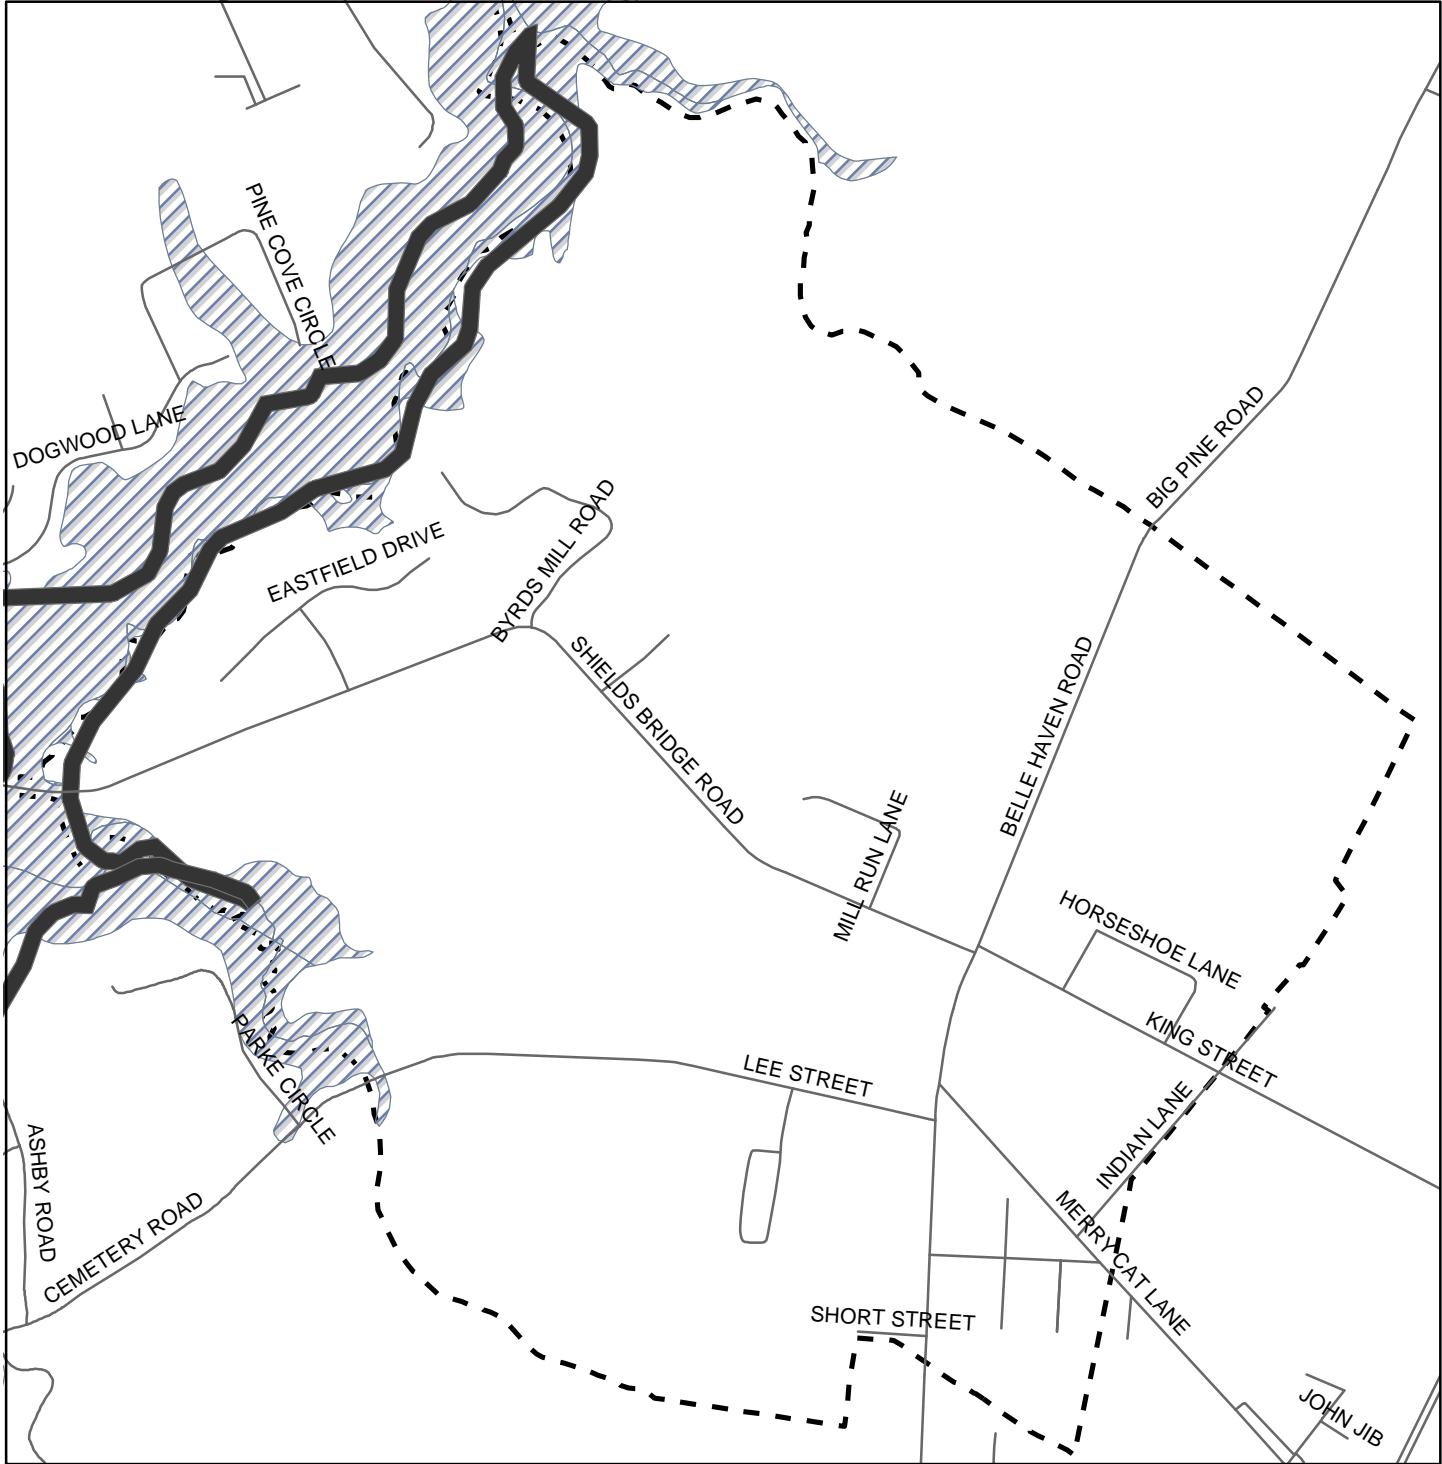 PINE COVE CIRCLE
DOGWOOD LANE
BIG PINE ROAD
BYRDS MILL ROAD
EASTFIELD DRIVE
SHIELDS BRIDGE ROAD
BELLE HAVEN ROAD
MILL RUN LANE
HORSESHOE LANE
KING STREET
PARKE CIRCLE
LEE STREET
INDIAN LANE
ASHBY ROAD
CEMETERY ROAD
MERRY CAT LANE
SHORT STREET
JOHN JIB